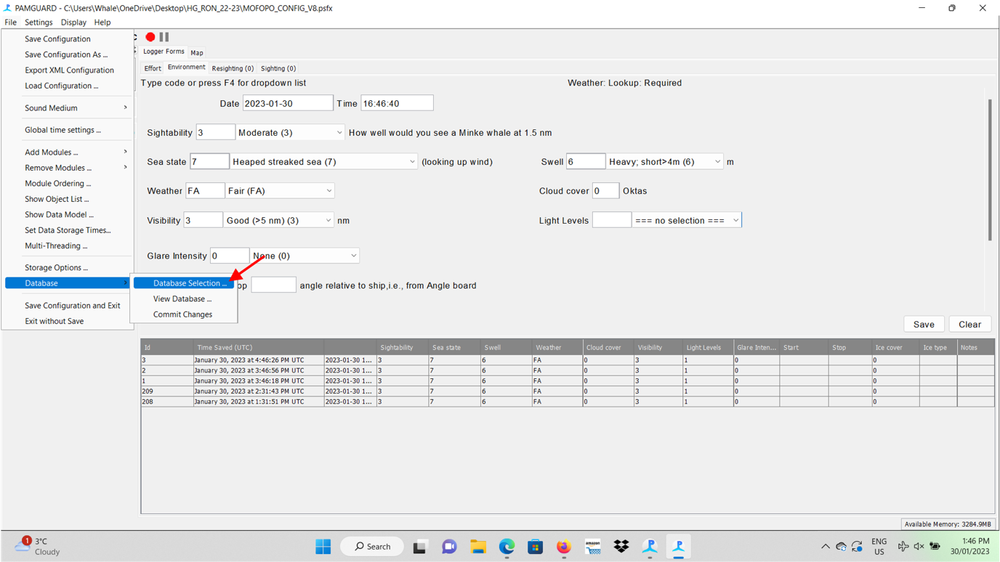 PAMGUARD - C:\Users\Whale\OneDrive\Desktop\HG_RON_22-23\MOFOPO_CONFIG_V8.psfx
File Settings Display Help
Save Configuration
Save Configuration As ...
Export XML Configuration
Load Configuration ...
Sound Medium >
Global time settings ...
Add Modules ... >
Remove Modules ... >
Module Ordering ...
Show Object List ...
Show Data Model ...
Set Data Storage Times...
Multi-Threading ...
Storage Options ...
Database >
Save Configuration and Exit
Exit without Save
Database Selection ...
View Database ...
Commit Changes
Logger Forms Map
Effort Environment Resighting (0) Sighting (0)
Type code or press F4 for dropdown list Weather: Lookup: Required
Date 2023-01-30 Time 16:46:40
Sightability 3 Moderate (3) How well would you see a Minke whale at 1.5 nm
Sea state 7 Heaped streaked sea (7) (looking up wind) Swell 6 Heavy; short>4m (6) m
Weather FA Fair (FA) Cloud cover 0 Oktas
Visibility 3 Good (>5 nm) (3) nm Light Levels === no selection ===
Glare Intensity 0 None (0)
op angle relative to ship,i.e., from Angle board
Save Clear
Id Time Saved (UTC) Sightability Sea state Swell Weather Cloud cover Visibility Light Levels Glare Inten... Start Stop Ice cover Ice type Notes
3 January 30, 2023 at 4:46:26 PM UTC 2023-01-30 1... 3 7 6 FA 0 3 1 0 0
2 January 30, 2023 at 3:46:56 PM UTC 2023-01-30 1... 3 7 6 FA 0 3 1 0 0
1 January 30, 2023 at 3:46:18 PM UTC 2023-01-30 1... 3 7 6 FA 0 3 1 0 0
209 January 30, 2023 at 2:31:43 PM UTC 2023-01-30 1... 3 7 6 FA 0 3 1 0 0
208 January 30, 2023 at 1:31:51 PM UTC 2023-01-30 1... 3 7 6 FA 0 3 1 0 0
Available Memory: 3284.9MB
1 3°C
Cloudy
Search
amazon
ENG
US
1:46 PM
30/01/2023